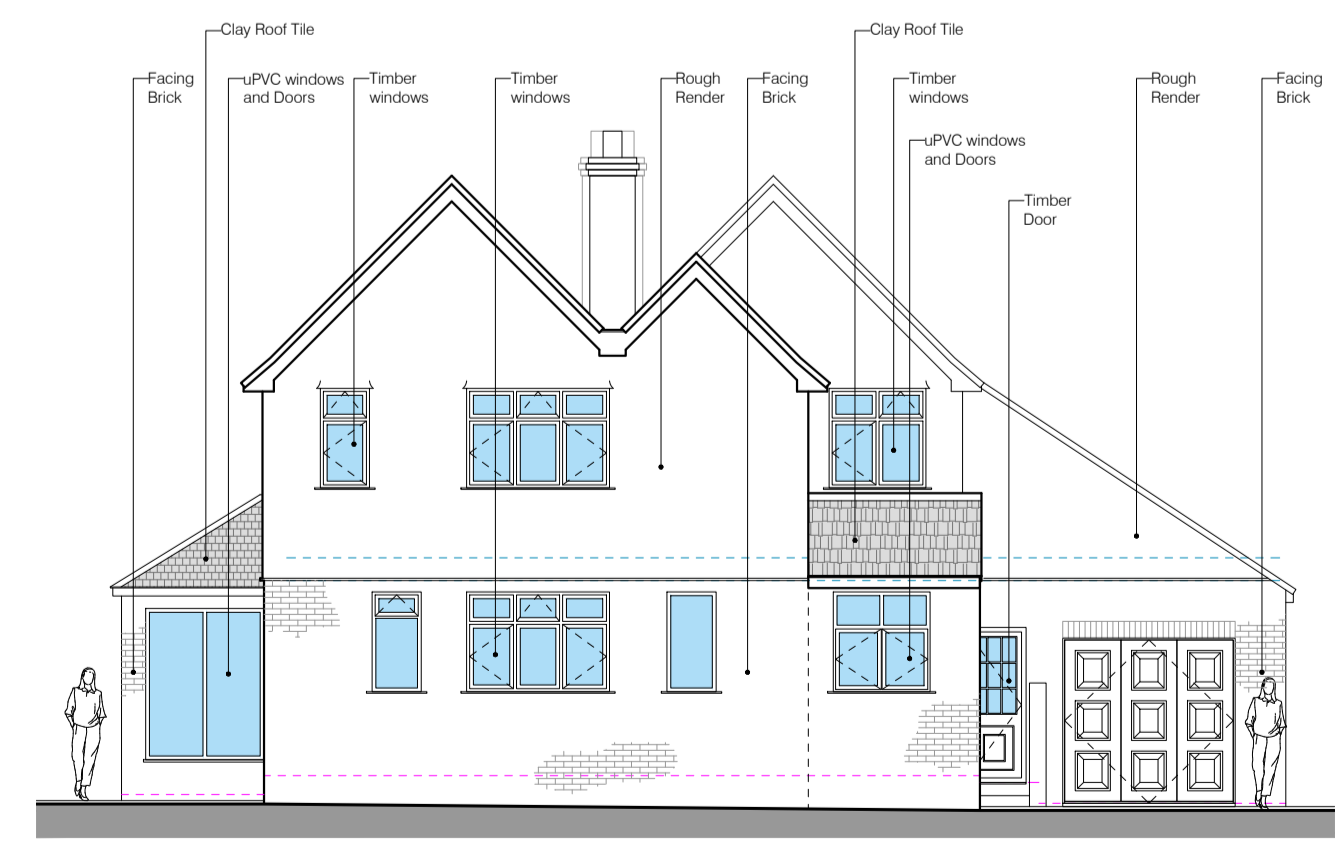 Clay Roof Tile
Clay Roof Tile
Facing
Brick
uPVC windows
and Doors
Timber
windows
Timber
windows
Rough
Render
Facing
Brick
Timber
windows
Rough
Render
Facing
Brick
uPVC windows
and Doors
Timber
Door